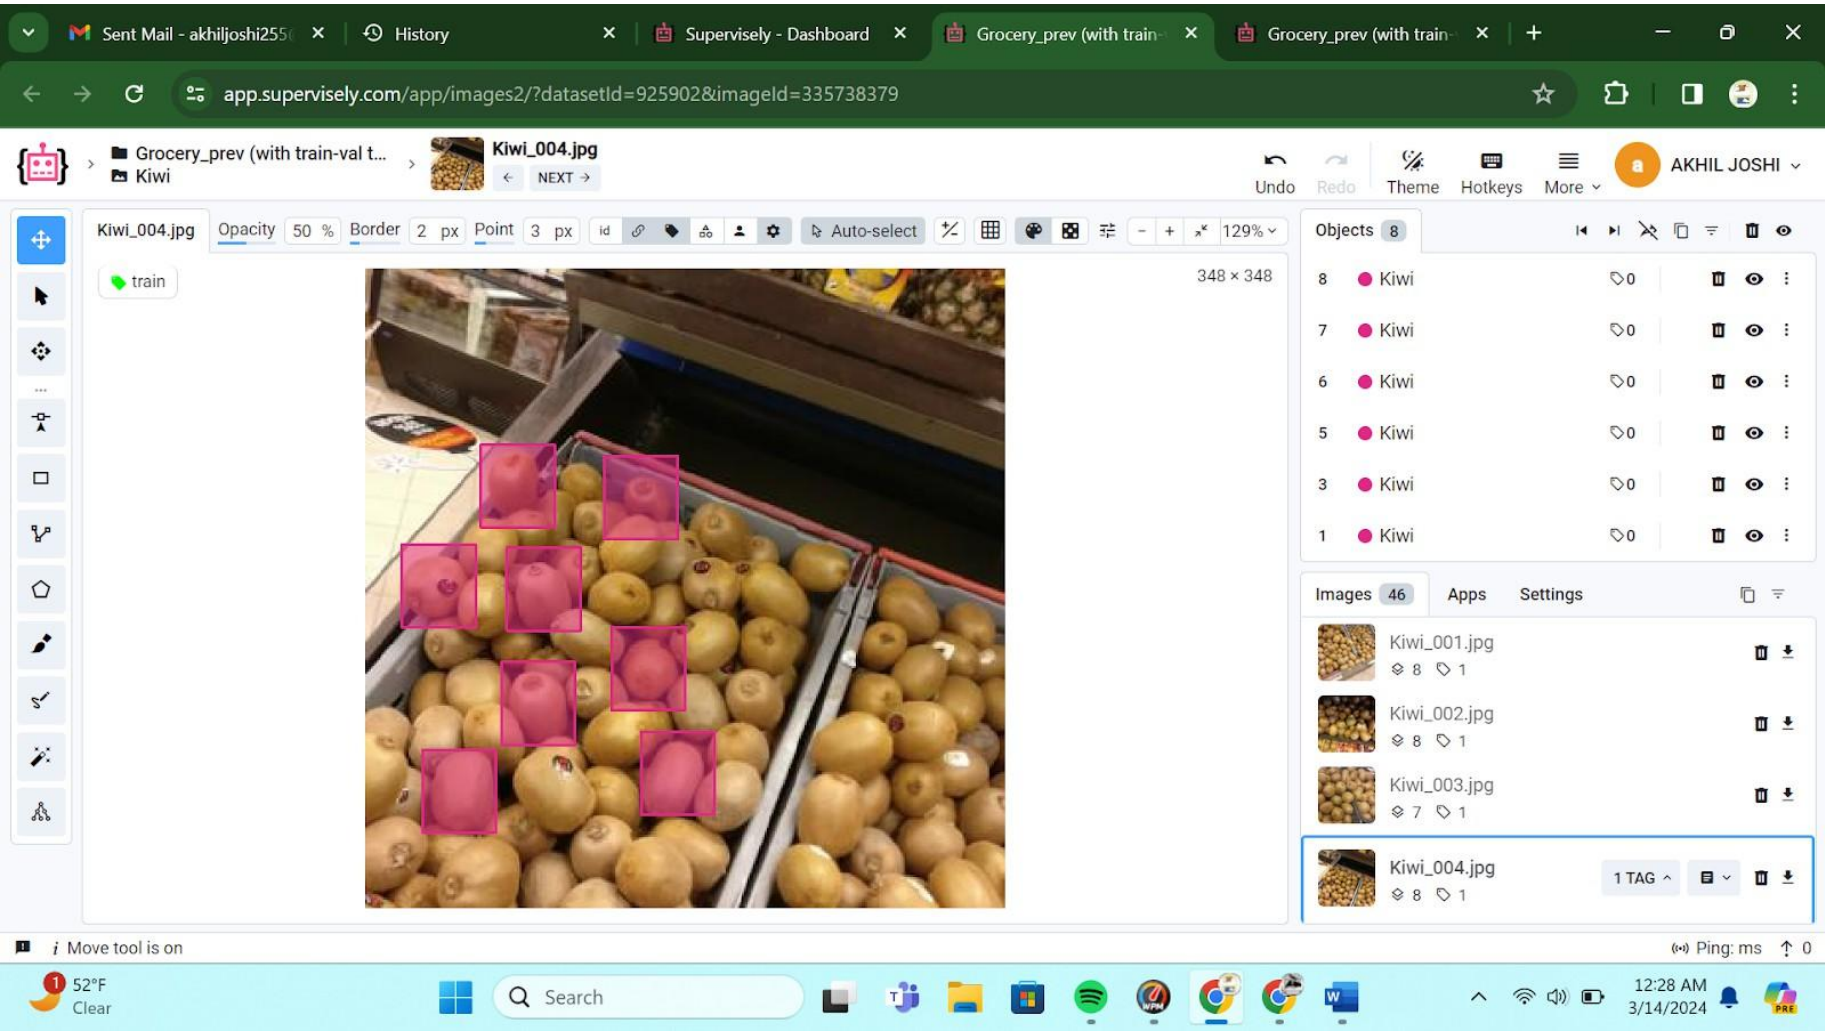 Sent Mail - akhiljoshi255
History
Supervisely - Dashboard
Grocery_prev (with train-
Grocery_prev (with train-
app.supervisely.com/app/images2/?datasetId=925902&imageId=335738379
Grocery_prev (with train-val t...
Kiwi
Kiwi_004.jpg
NEXT
Undo
Redo
Theme
Hotkeys
More
a
AKHIL JOSHI
Kiwi_004.jpg
Opacity 50 %
Border 2 px
Point 3 px
id
Auto-select
129%
train
348 × 348
Objects 8
8 Kiwi 0
7 Kiwi 0
6 Kiwi 0
5 Kiwi 0
3 Kiwi 0
1 Kiwi 0
Images 46 Apps Settings
Kiwi_001.jpg
8 1
Kiwi_002.jpg
8 1
Kiwi_003.jpg
7 1
Kiwi_004.jpg
8 1
1 TAG
i Move tool is on
Ping: ms
0
1
52°F
Clear
Search
WPM
W
PRE
12:28 AM
3/14/2024